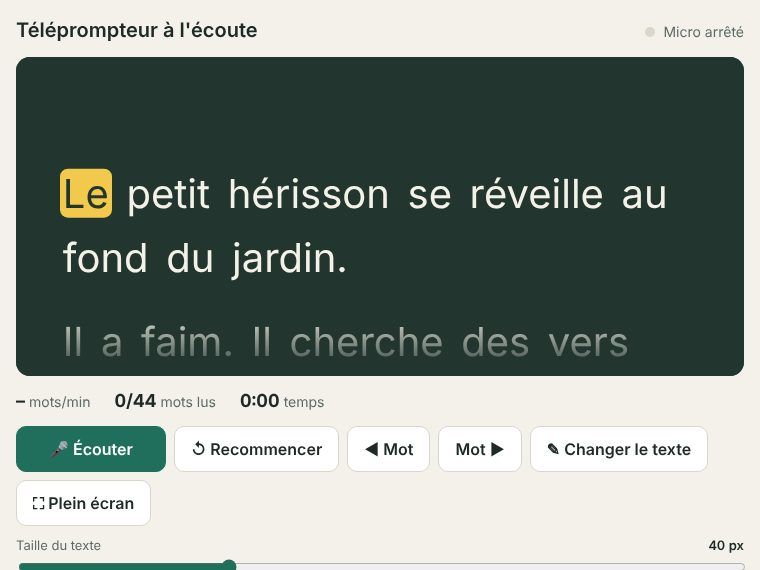 Téléprompteur à l'écoute
Micro arrêté
Le petit hérisson se réveille au
fond du jardin.
Il a faim. Il cherche des vers
– mots/min 0/44 mots lus 0:00 temps
🎤 Écouter
↺ Recommencer
◀ Mot
Mot ▶
✎ Changer le texte
⛶ Plein écran
Taille du texte
40 px